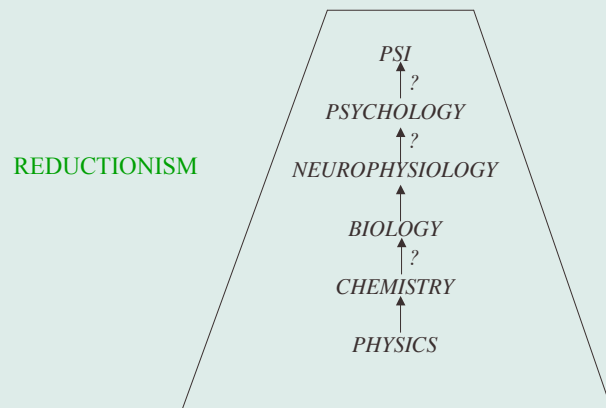 PSI
?
PSYCHOLOGY
?
REDUCTIONISM
NEUROPHYSIOLOGY
BIOLOGY
?
CHEMISTRY
PHYSICS